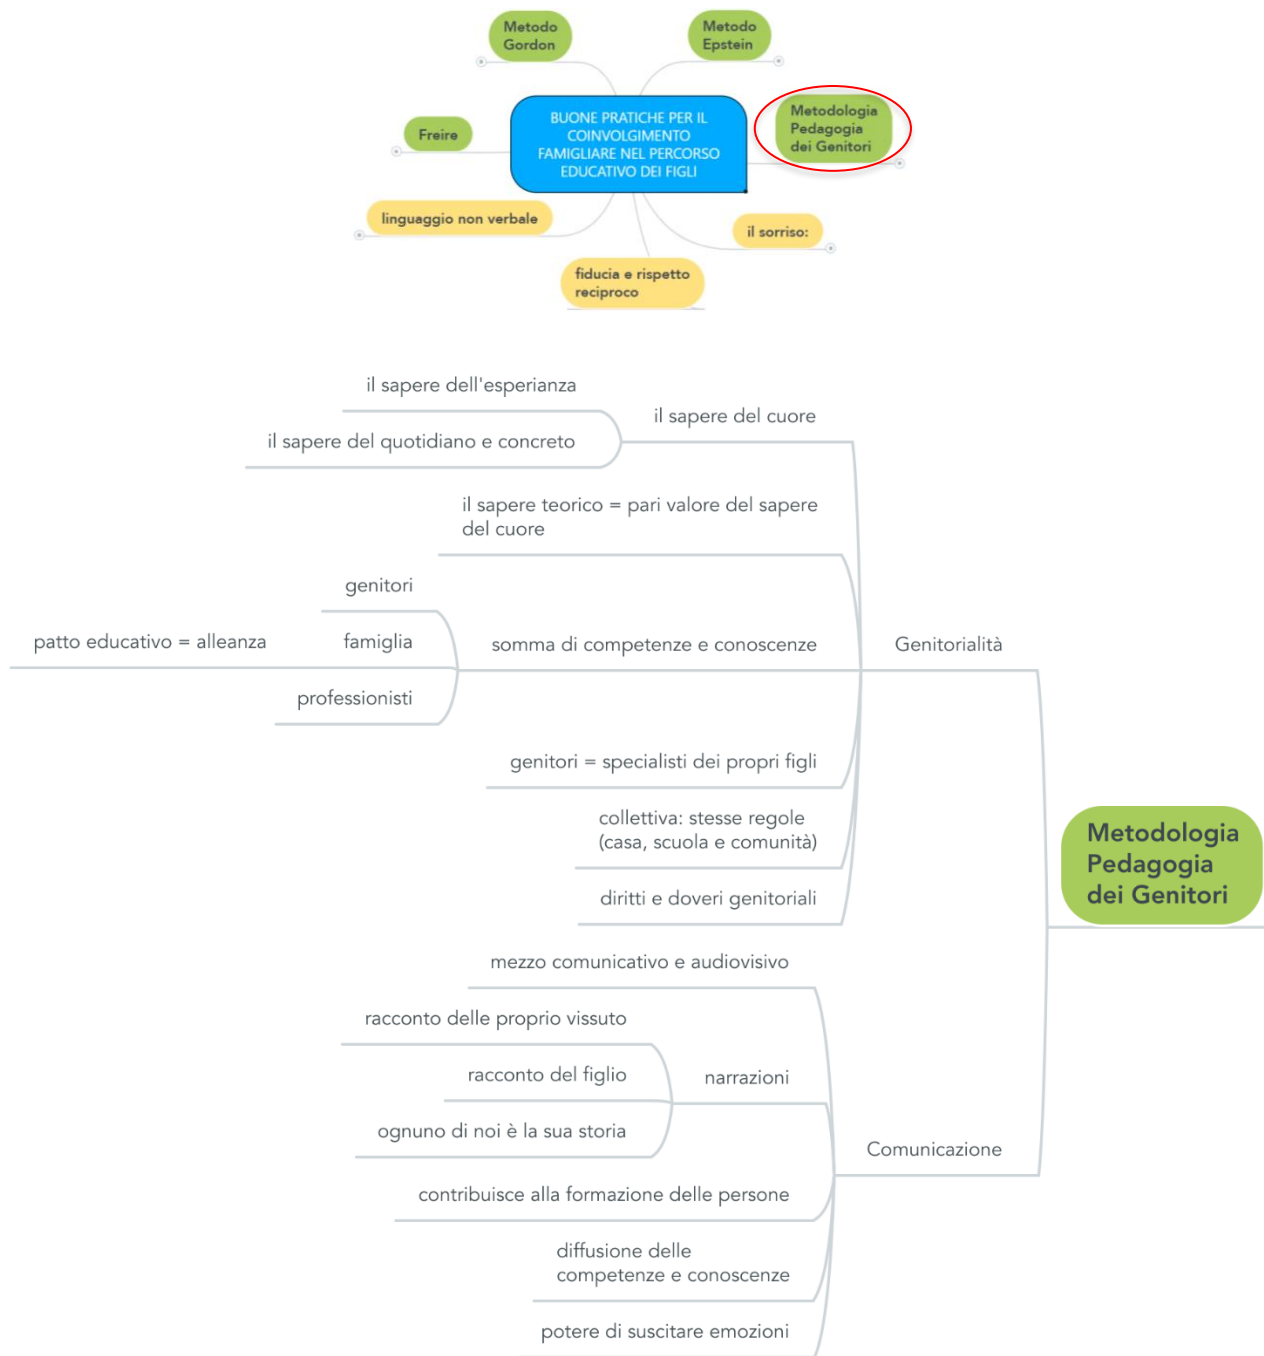 Metodo
Gordon
Metodo
Epstein
BUONE PRATICHE PER IL
COINVOLGIMENTO
FAMIGLIARE NEL PERCORSO
EDUCATIVO DEI FIGLI
Metodologia
Pedagogia
dei Genitori
Freire
linguaggio non verbale
il sorriso:
fiducia e rispetto
reciproco
il sapere dell'esperianza
il sapere del cuore
il sapere del quotidiano e concreto
il sapere teorico = pari valore del sapere
del cuore
genitori
patto educativo = alleanza
famiglia
somma di competenze e conoscenze
Genitorialità
professionisti
genitori = specialisti dei propri figli
collettiva: stesse regole
(casa, scuola e comunità)
diritti e doveri genitoriali
Metodologia
Pedagogia
dei Genitori
mezzo comunicativo e audiovisivo
racconto delle proprio vissuto
racconto del figlio
narrazioni
ognuno di noi è la sua storia
Comunicazione
contribuisce alla formazione delle persone
diffusione delle
competenze e conoscenze
potere di suscitare emozioni